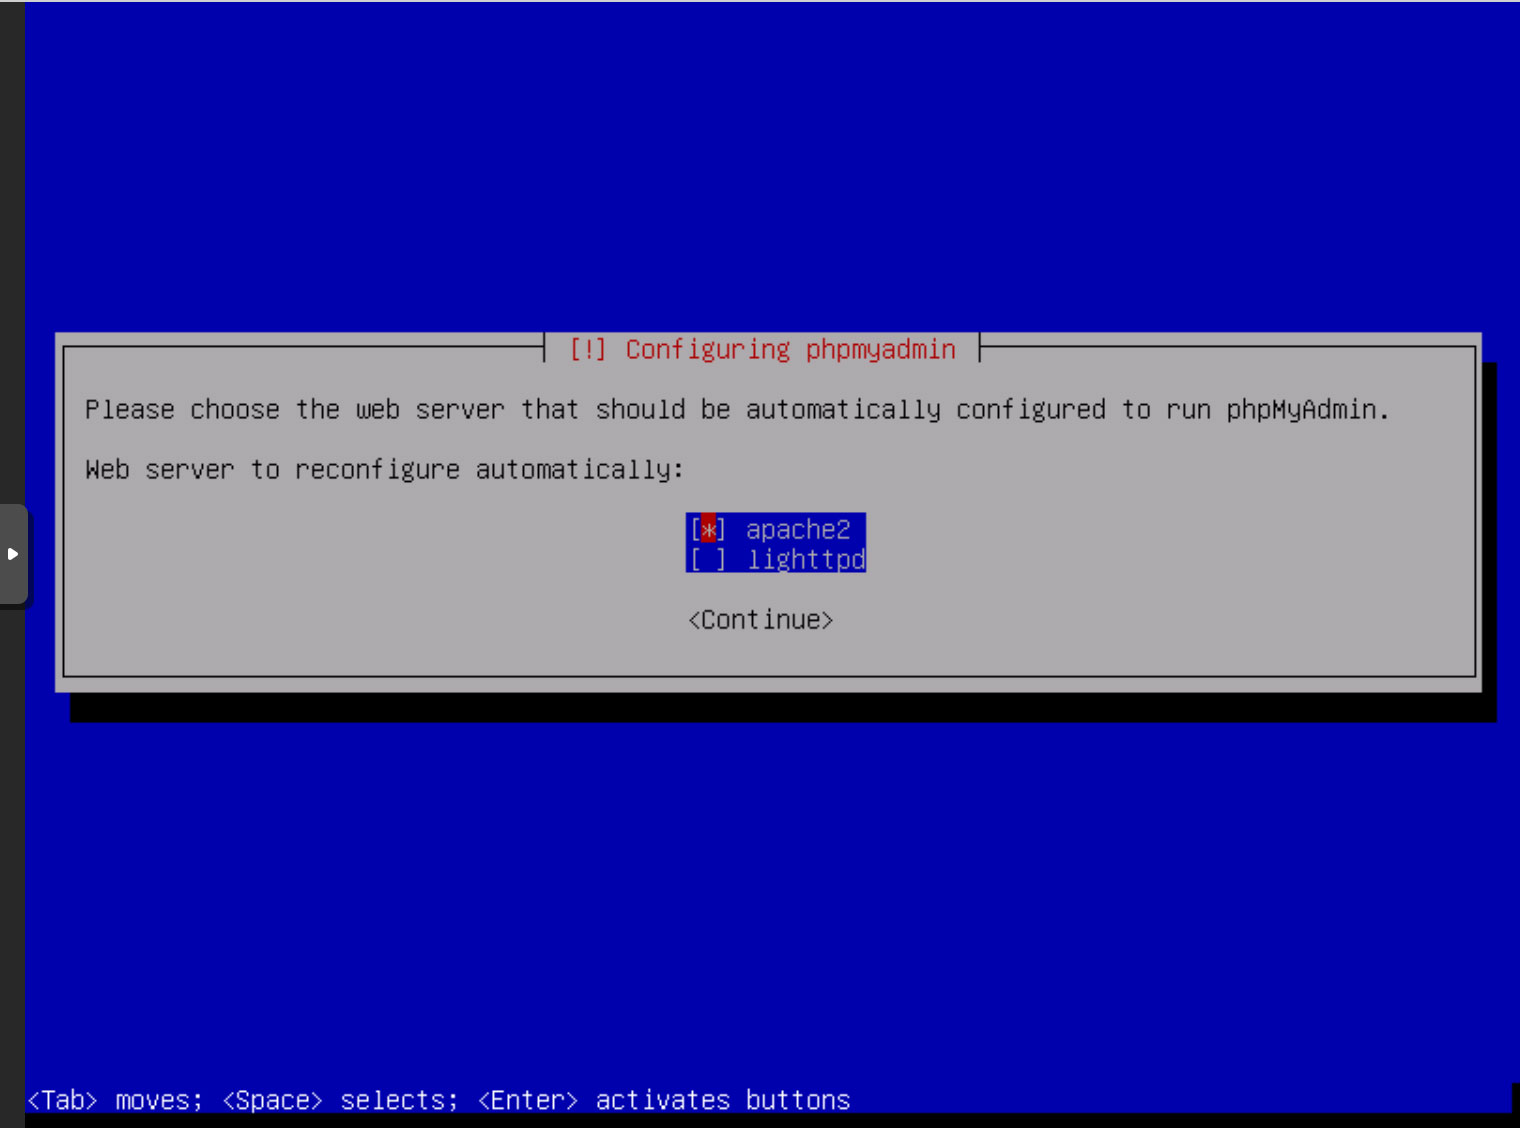 [!] Configuring phpmyadmin
Please choose the web server that should be automatically configured to run phpMyAdmin.
Web server to reconfigure automatically:
[*] apache2
[ ] lighttpd
<Continue>
<Tab> moves; <Space> selects; <Enter> activates buttons